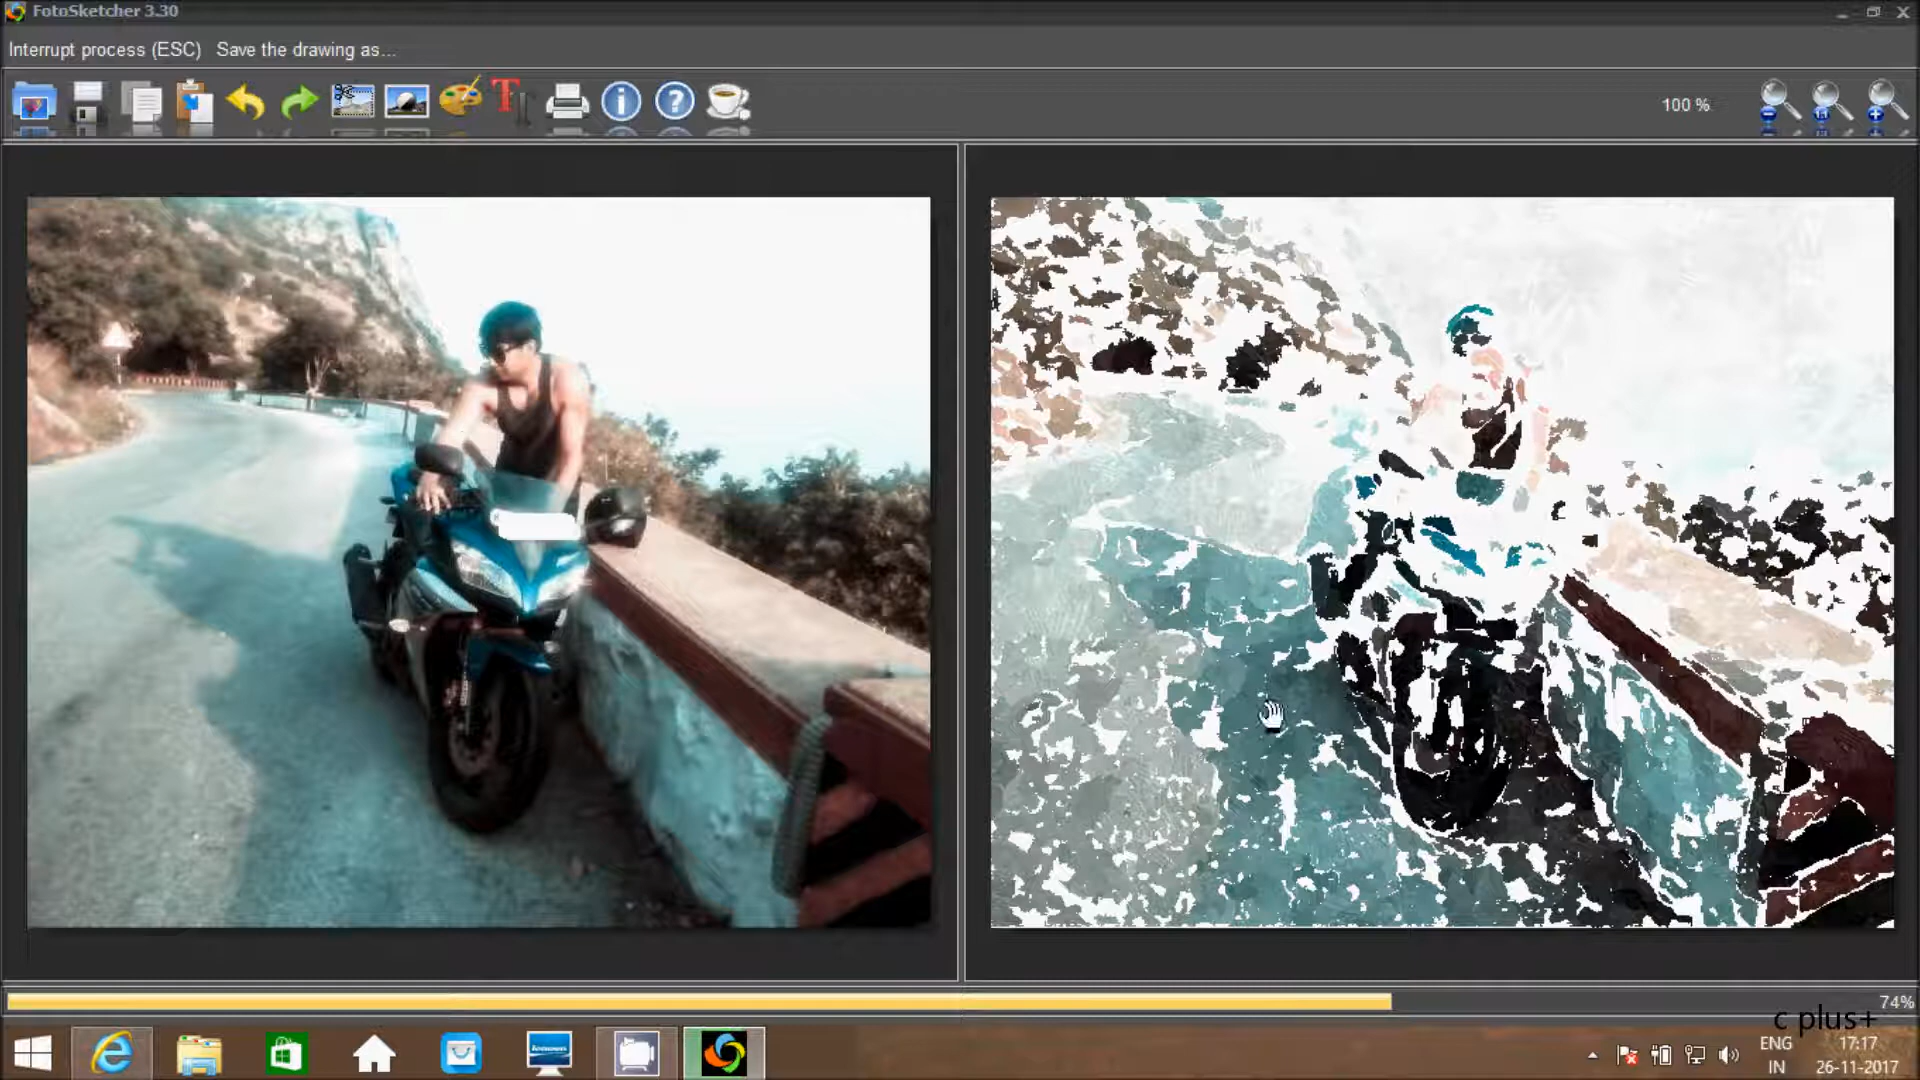 FotoSketcher 3.30
Interrupt process (ESC) Save the drawing as...
100 %
74%
c plus+
ENG 17:17
IN 26-11-2017